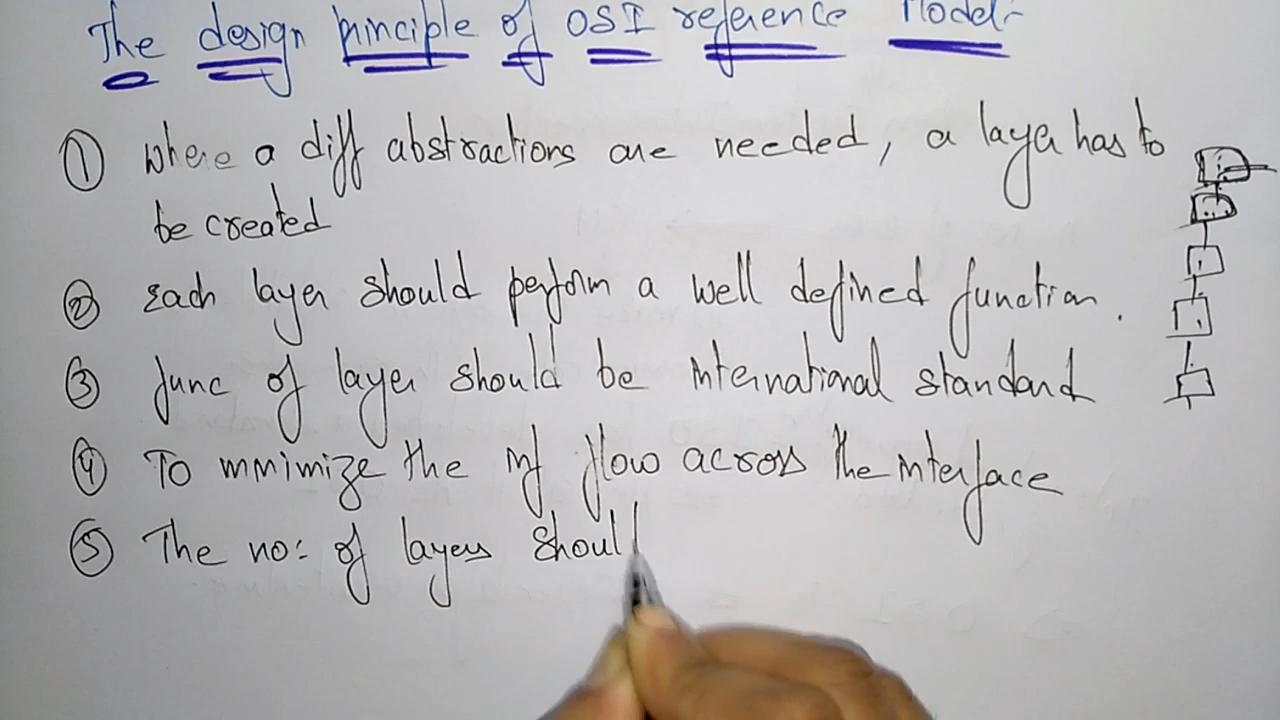 The design principle of OSI reference Model:-
① where a diff abstractions are needed, a layer has to
be created
② Each layer should perform a well defined function.
③ func of layer should be international standard
④ To minimize the inf flow across the interface
⑤ The no: of layers shoul